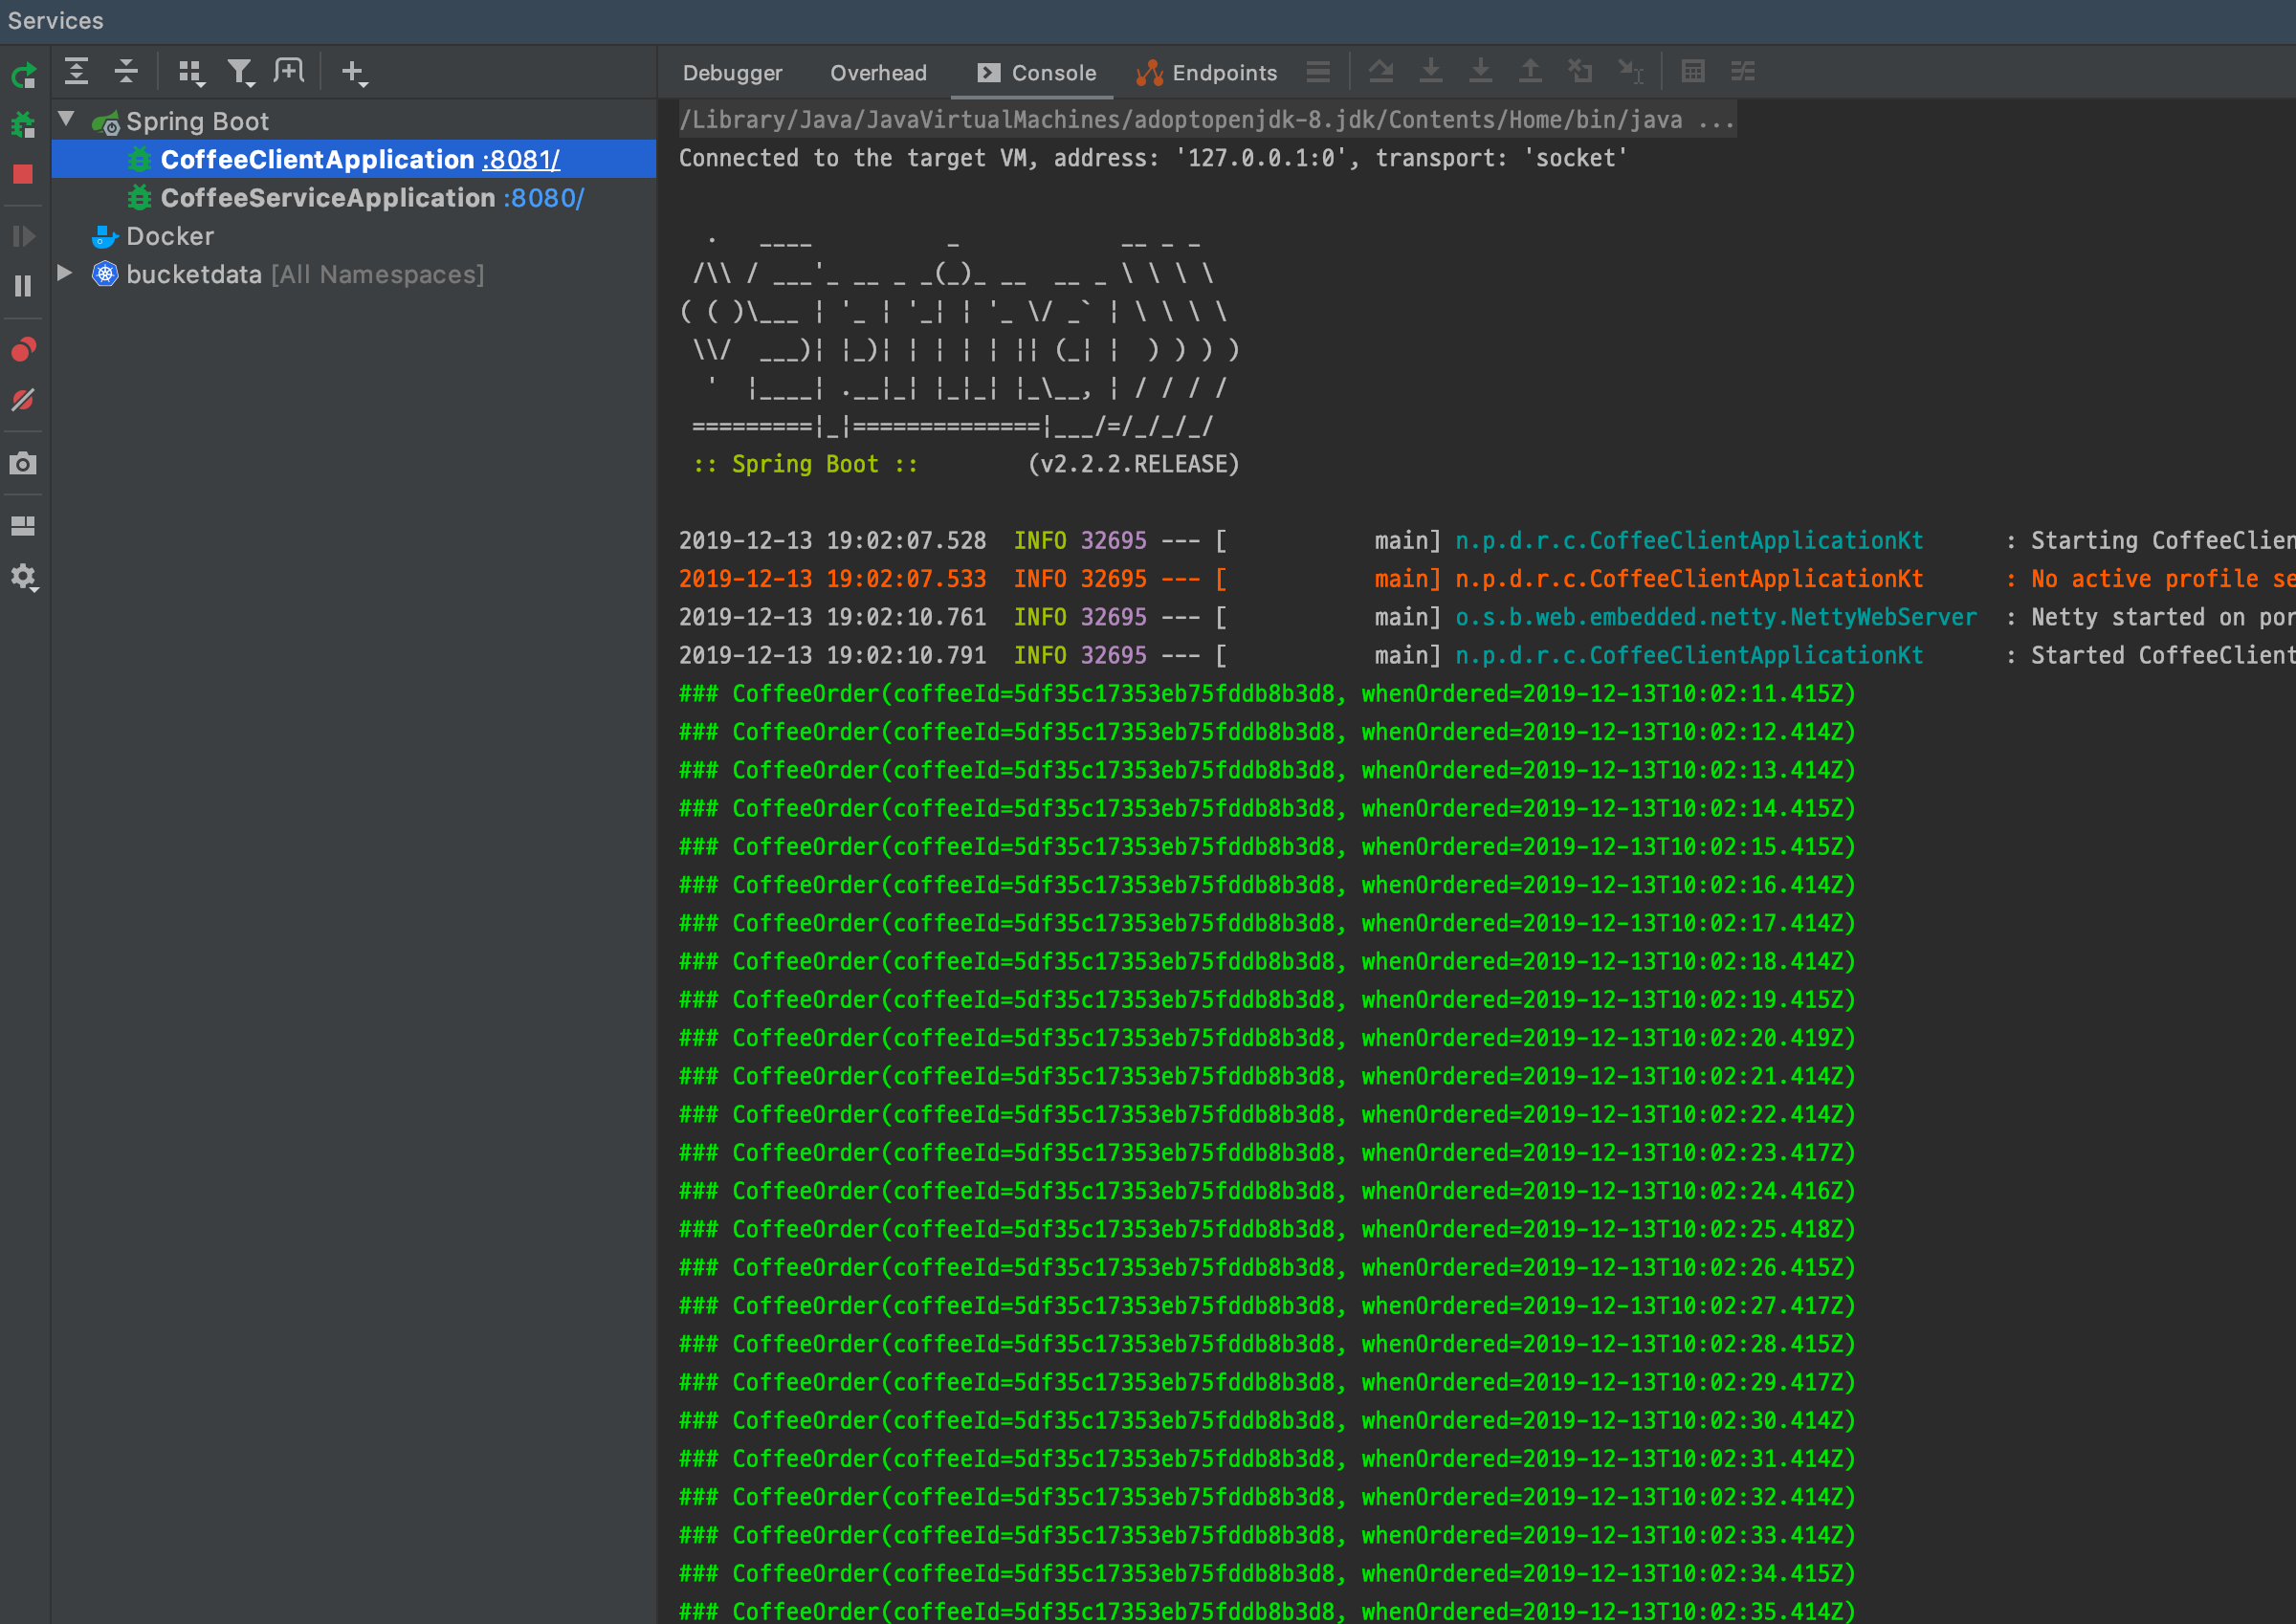 Services
Spring Boot
CoffeeClientApplication :8081/
CoffeeServiceApplication :8080/
Docker
bucketdata [All Namespaces]
Debugger Overhead Console Endpoints
/Library/Java/JavaVirtualMachines/adoptopenjdk-8.jdk/Contents/Home/bin/java ...
Connected to the target VM, address: '127.0.0.1:0', transport: 'socket'
  .   ____          _            __ _ _
 /\\ / ___'_ __ _ _(_)_ __  __ _ \ \ \ \
( ( )\___ | '_ | '_| | '_ \/ _` | \ \ \ \
 \\/  ___)| |_)| | | | | || (_| |  ) ) ) )
  '  |____| .__|_| |_|_| |_\__, | / / / /
 =========|_|==============|___/=/_/_/_/
 :: Spring Boot ::        (v2.2.2.RELEASE)
2019-12-13 19:02:07.528  INFO 32695 --- [           main] n.p.d.r.c.CoffeeClientApplicationKt      : Starting CoffeeClien
2019-12-13 19:02:07.533  INFO 32695 --- [           main] n.p.d.r.c.CoffeeClientApplicationKt      : No active profile se
2019-12-13 19:02:10.761  INFO 32695 --- [           main] o.s.b.web.embedded.netty.NettyWebServer  : Netty started on por
2019-12-13 19:02:10.791  INFO 32695 --- [           main] n.p.d.r.c.CoffeeClientApplicationKt      : Started CoffeeClient
### CoffeeOrder(coffeeId=5df35c17353eb75fddb8b3d8, whenOrdered=2019-12-13T10:02:11.415Z)
### CoffeeOrder(coffeeId=5df35c17353eb75fddb8b3d8, whenOrdered=2019-12-13T10:02:12.414Z)
### CoffeeOrder(coffeeId=5df35c17353eb75fddb8b3d8, whenOrdered=2019-12-13T10:02:13.414Z)
### CoffeeOrder(coffeeId=5df35c17353eb75fddb8b3d8, whenOrdered=2019-12-13T10:02:14.415Z)
### CoffeeOrder(coffeeId=5df35c17353eb75fddb8b3d8, whenOrdered=2019-12-13T10:02:15.415Z)
### CoffeeOrder(coffeeId=5df35c17353eb75fddb8b3d8, whenOrdered=2019-12-13T10:02:16.414Z)
### CoffeeOrder(coffeeId=5df35c17353eb75fddb8b3d8, whenOrdered=2019-12-13T10:02:17.414Z)
### CoffeeOrder(coffeeId=5df35c17353eb75fddb8b3d8, whenOrdered=2019-12-13T10:02:18.414Z)
### CoffeeOrder(coffeeId=5df35c17353eb75fddb8b3d8, whenOrdered=2019-12-13T10:02:19.415Z)
### CoffeeOrder(coffeeId=5df35c17353eb75fddb8b3d8, whenOrdered=2019-12-13T10:02:20.419Z)
### CoffeeOrder(coffeeId=5df35c17353eb75fddb8b3d8, whenOrdered=2019-12-13T10:02:21.414Z)
### CoffeeOrder(coffeeId=5df35c17353eb75fddb8b3d8, whenOrdered=2019-12-13T10:02:22.414Z)
### CoffeeOrder(coffeeId=5df35c17353eb75fddb8b3d8, whenOrdered=2019-12-13T10:02:23.417Z)
### CoffeeOrder(coffeeId=5df35c17353eb75fddb8b3d8, whenOrdered=2019-12-13T10:02:24.416Z)
### CoffeeOrder(coffeeId=5df35c17353eb75fddb8b3d8, whenOrdered=2019-12-13T10:02:25.418Z)
### CoffeeOrder(coffeeId=5df35c17353eb75fddb8b3d8, whenOrdered=2019-12-13T10:02:26.415Z)
### CoffeeOrder(coffeeId=5df35c17353eb75fddb8b3d8, whenOrdered=2019-12-13T10:02:27.417Z)
### CoffeeOrder(coffeeId=5df35c17353eb75fddb8b3d8, whenOrdered=2019-12-13T10:02:28.415Z)
### CoffeeOrder(coffeeId=5df35c17353eb75fddb8b3d8, whenOrdered=2019-12-13T10:02:29.417Z)
### CoffeeOrder(coffeeId=5df35c17353eb75fddb8b3d8, whenOrdered=2019-12-13T10:02:30.414Z)
### CoffeeOrder(coffeeId=5df35c17353eb75fddb8b3d8, whenOrdered=2019-12-13T10:02:31.414Z)
### CoffeeOrder(coffeeId=5df35c17353eb75fddb8b3d8, whenOrdered=2019-12-13T10:02:32.414Z)
### CoffeeOrder(coffeeId=5df35c17353eb75fddb8b3d8, whenOrdered=2019-12-13T10:02:33.414Z)
### CoffeeOrder(coffeeId=5df35c17353eb75fddb8b3d8, whenOrdered=2019-12-13T10:02:34.415Z)
### CoffeeOrder(coffeeId=5df35c17353eb75fddb8b3d8, whenOrdered=2019-12-13T10:02:35.414Z)